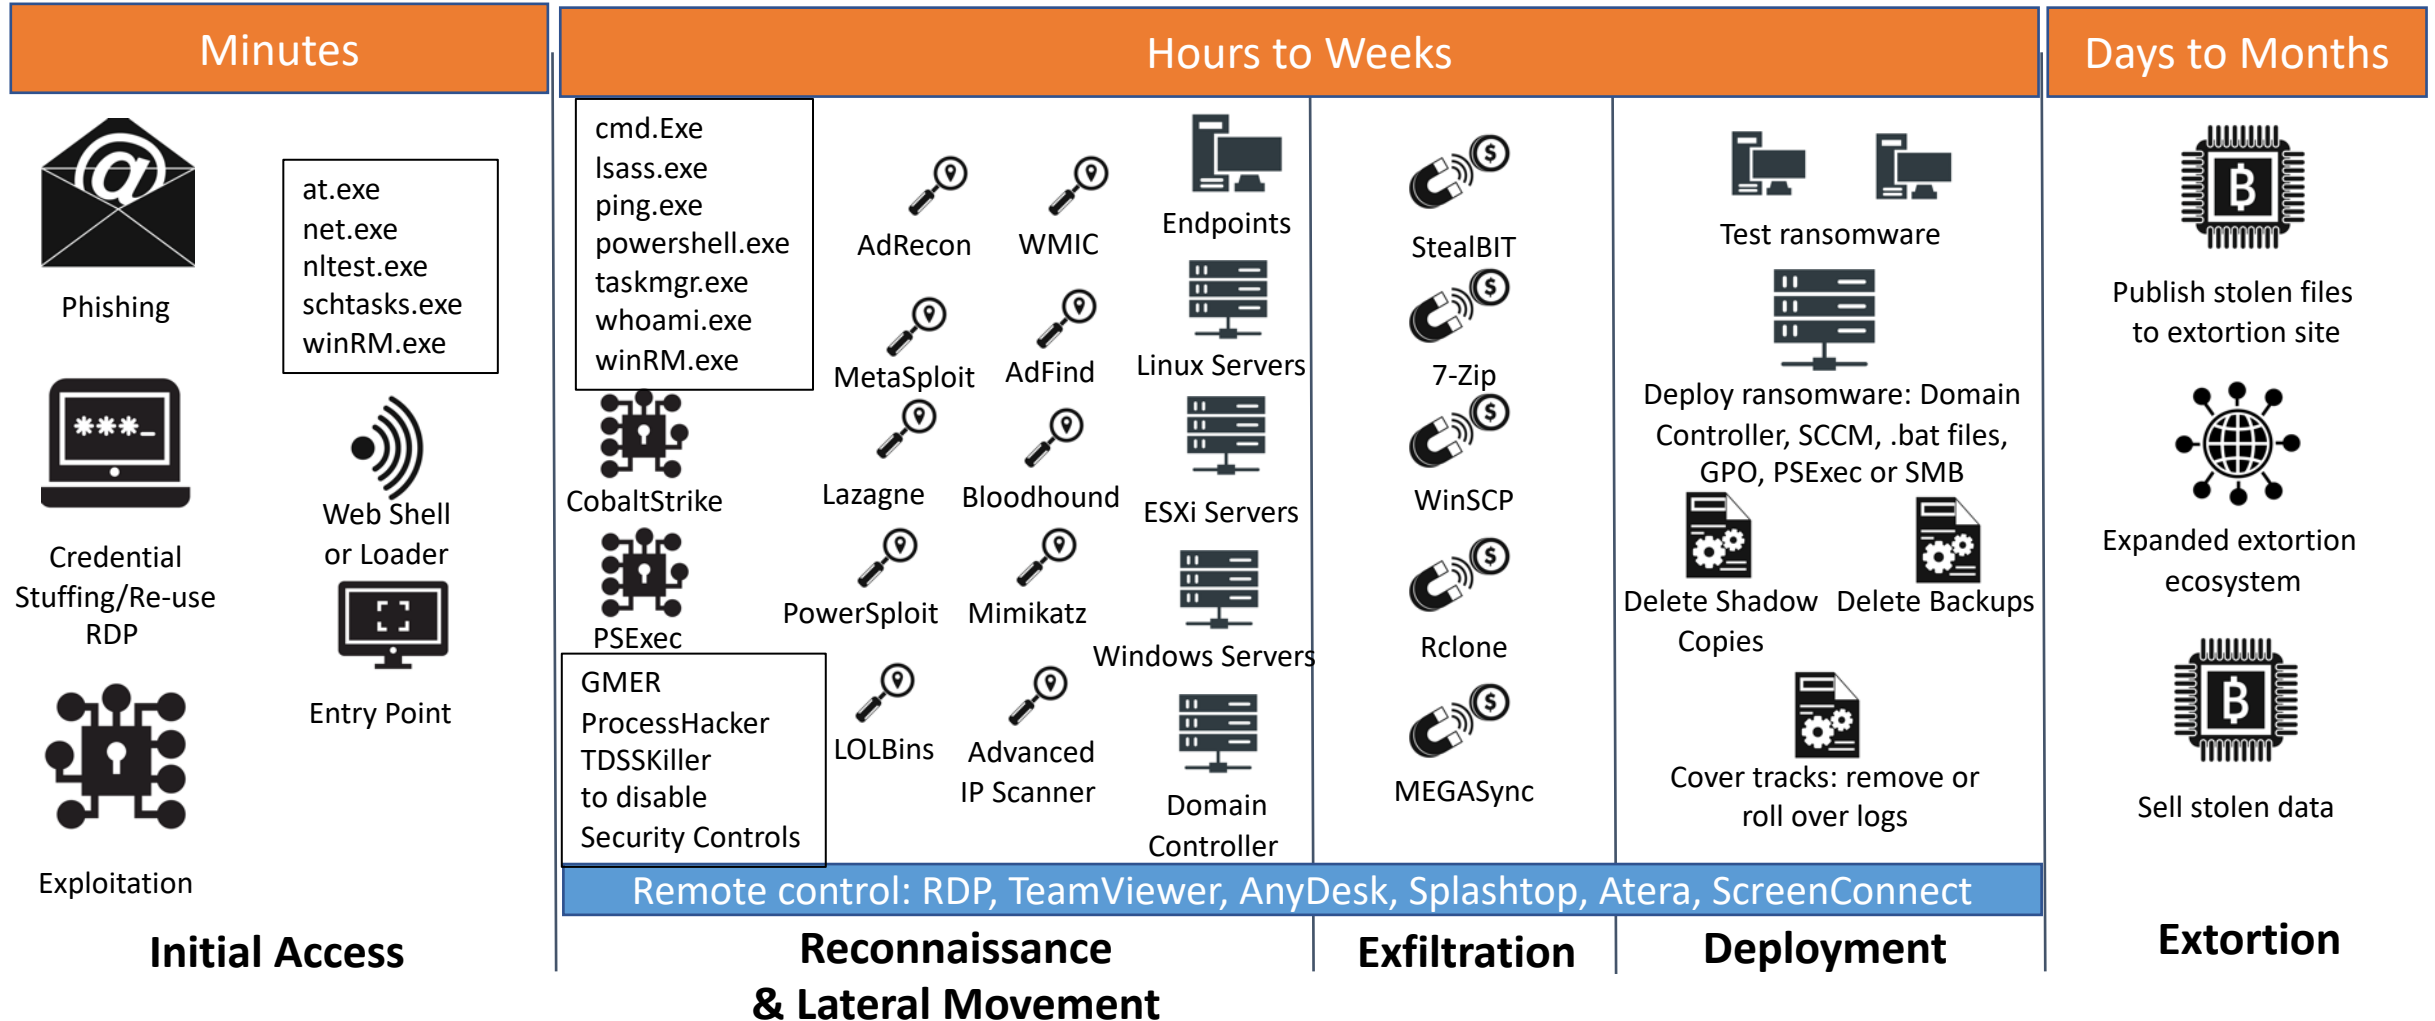 Minutes
Hours to Weeks
Days to Months
Phishing
Credential
Stuffing/Re-use
RDP
Exploitation
at.exe
net.exe
nltest.exe
schtasks.exe
winRM.exe
Web Shell
or Loader
Entry Point
Initial Access
cmd.Exe
lsass.exe
ping.exe
powershell.exe
taskmgr.exe
whoami.exe
winRM.exe
CobaltStrike
PSExec
GMER
ProcessHacker
TDSSKiller
to disable
Security Controls
AdRecon
WMIC
MetaSploit
AdFind
Lazagne
Bloodhound
PowerSploit
Mimikatz
LOLBins
Advanced
IP Scanner
Endpoints
Linux Servers
ESXi Servers
Windows Servers
Domain
Controller
Reconnaissance
& Lateral Movement
StealBIT
7-Zip
WinSCP
Rclone
MEGASync
Exfiltration
Test ransomware
Deploy ransomware: Domain
Controller, SCCM, .bat files,
GPO, PSExec or SMB
Delete Shadow
Copies
Delete Backups
Cover tracks: remove or
roll over logs
Deployment
Remote control: RDP, TeamViewer, AnyDesk, Splashtop, Atera, ScreenConnect
Publish stolen files
to extortion site
Expanded extortion
ecosystem
Sell stolen data
Extortion